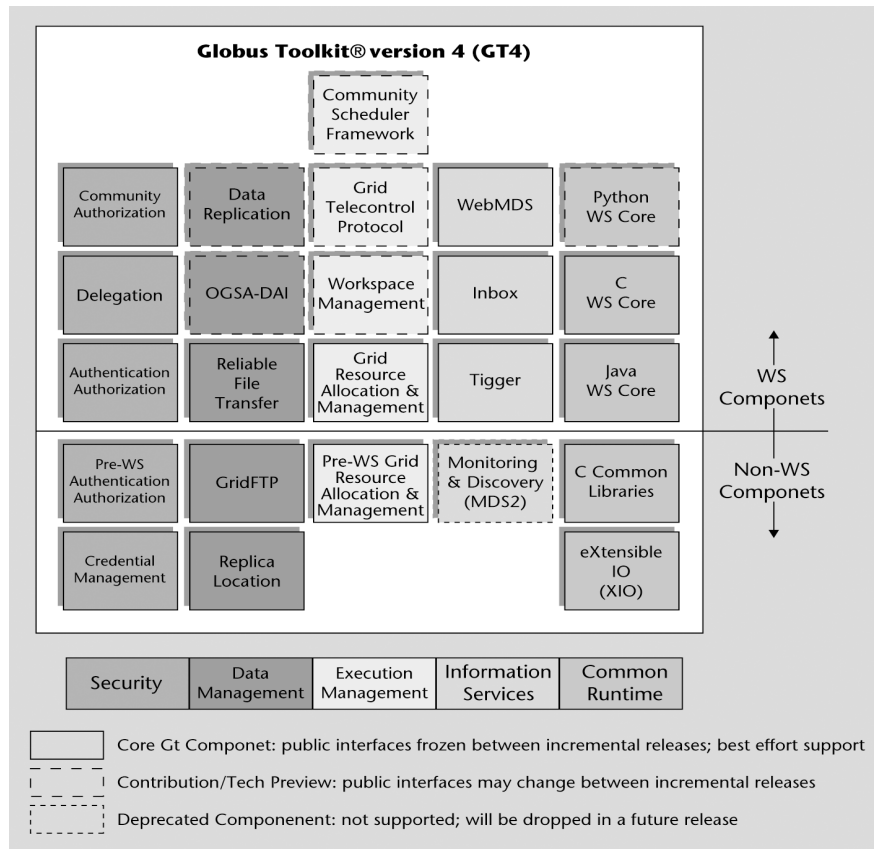 Globus Toolkit® version 4 (GT4)
Community
Scheduler
Framework
Community
Authorization
Data
Replication
Grid
Telecontrol
Protocol
WebMDS
Python
WS Core
Delegation
OGSA-DAI
Workspace
Management
Inbox
C
WS Core
Authentication
Authorization
Reliable
File
Transfer
Grid
Resource
Allocation &
Management
Tigger
Java
WS Core
WS
Componets
Pre-WS
Authentication
Authorization
GridFTP
Pre-WS Grid
Resource
Allocation &
Management
Monitoring
& Discovery
(MDS2)
C Common
Libraries
Non-WS
Componets
Credential
Management
Replica
Location
eXtensible
IO
(XIO)
Security
Data
Management
Execution
Management
Information
Services
Common
Runtime
Core Gt Componet: public interfaces frozen between incremental releases; best effort support
Contribution/Tech Preview: public interfaces may change between incremental releases
Deprecated Componenent: not supported; will be dropped in a future release